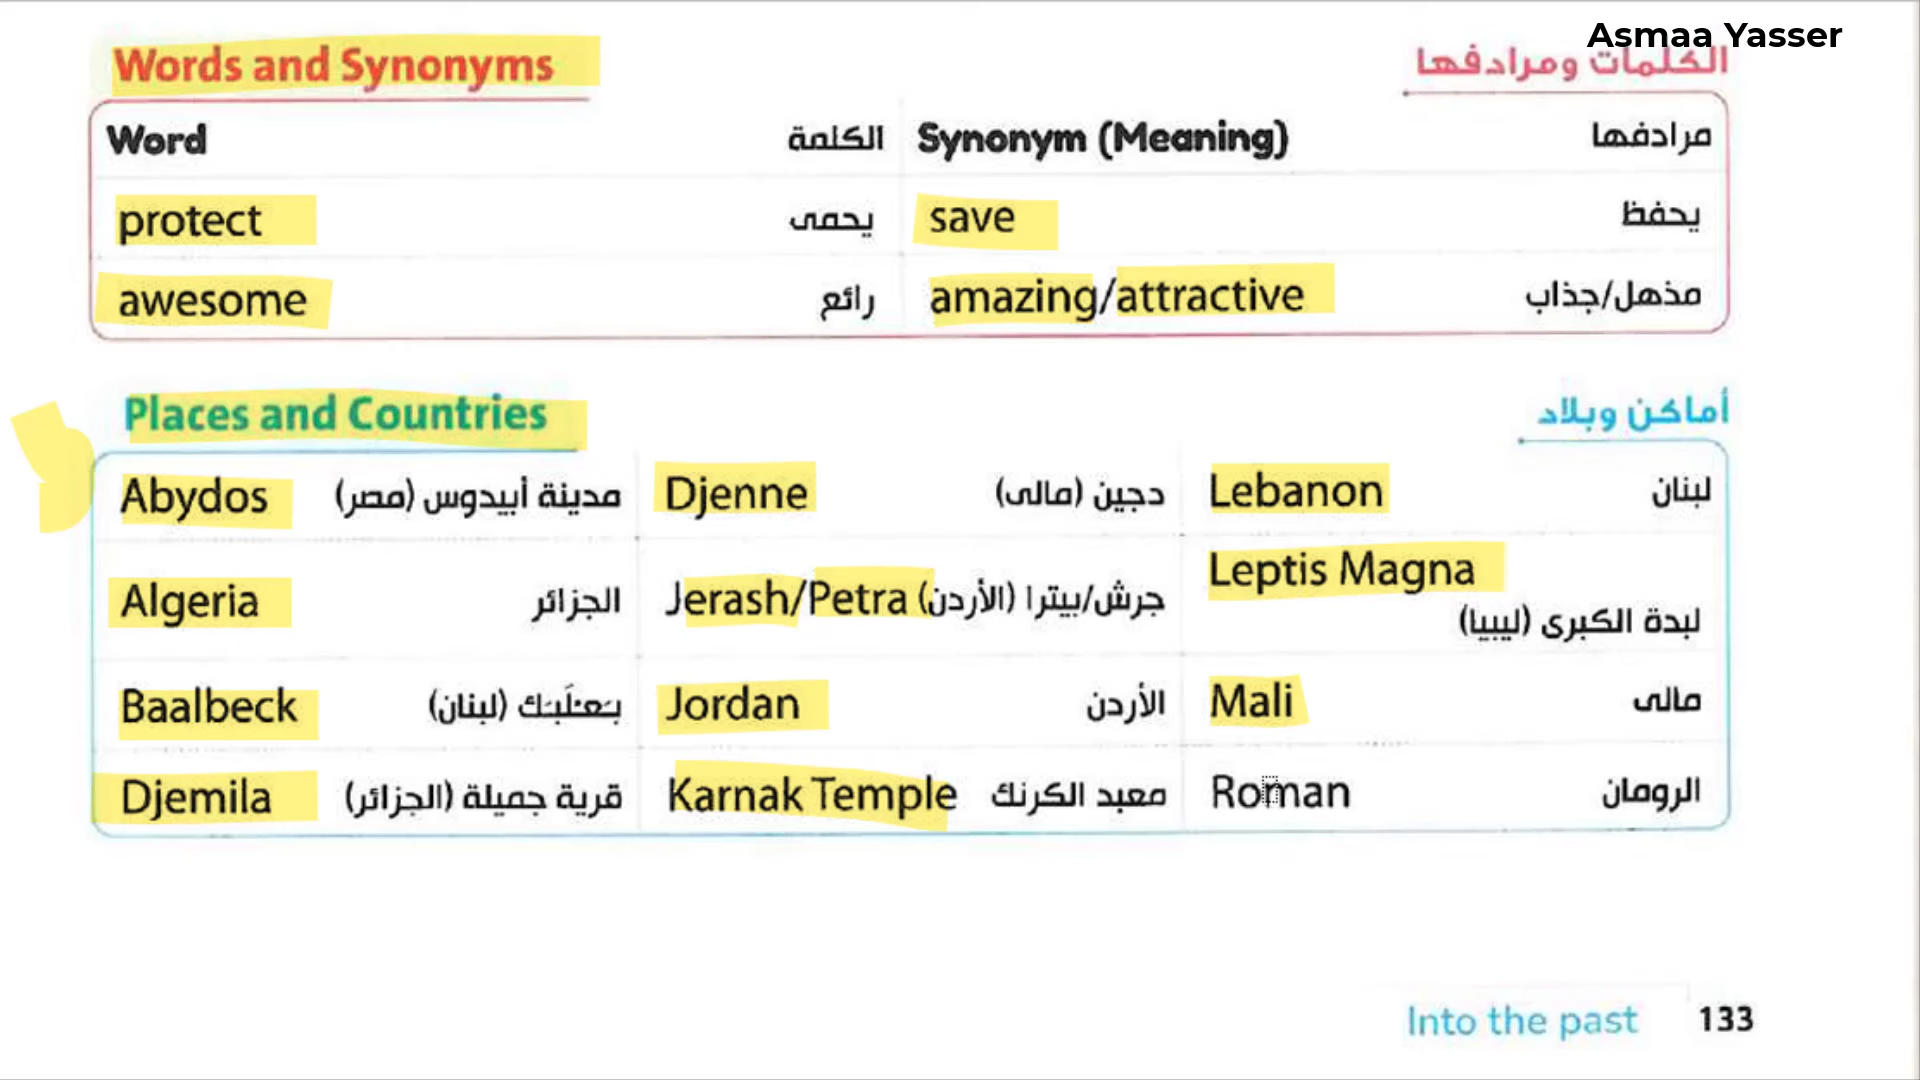 Asmaa Yasser
Words and Synonyms الكلمات ومرادفها
Word الكلمة Synonym (Meaning) مرادفها
protect يحمى save يحفظ
awesome رائع amazing/attractive مذهل/جذاب
Places and Countries أماكن وبلاد
Abydos مدينة أبيدوس (مصر) Djenne دجين (مالى) Lebanon لبنان
Algeria الجزائر Jerash/Petra جرش/بيترا (الأردن) Leptis Magna
لبدة الكبرى (ليبيا)
Baalbeck بَعْلَبَك (لبنان) Jordan الأردن Mali مالى
Djemila قرية جميلة (الجزائر) Karnak Temple معبد الكرنك Roman الرومان
Into the past 133